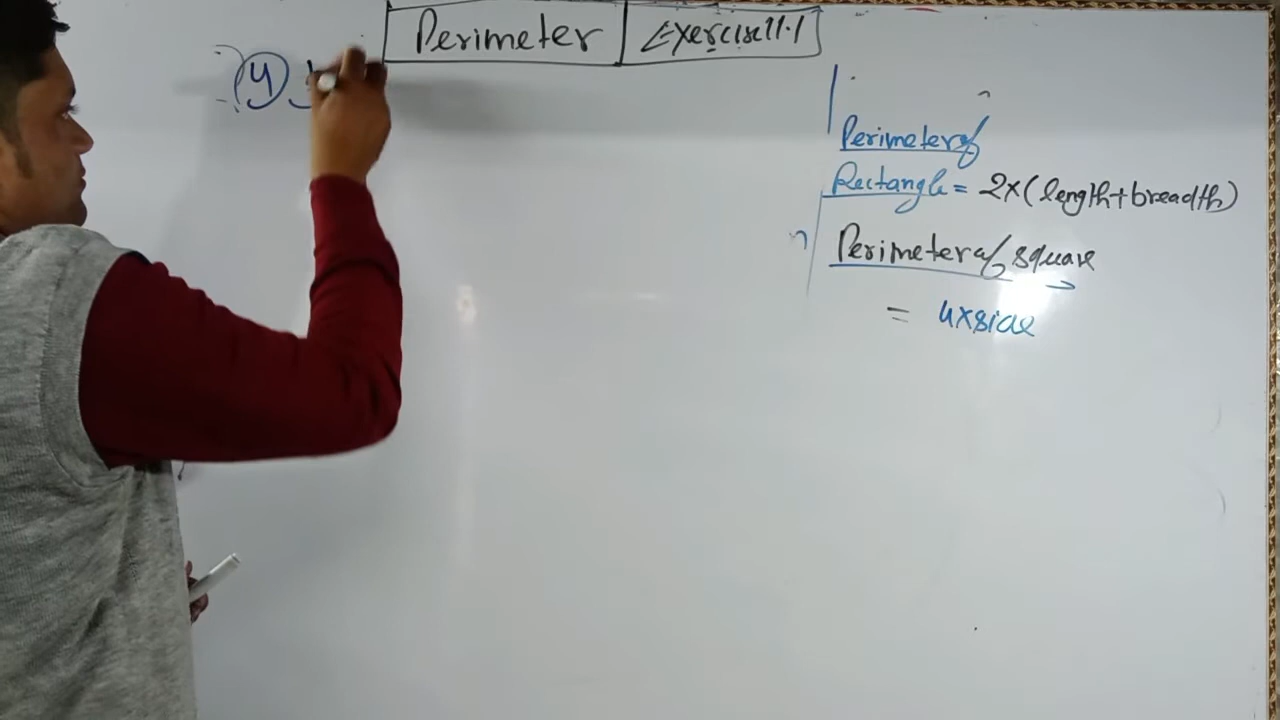 Perimeter Exercise 11.1
4
Perimeter of
Rectangle = 2×(length+breadth)
Perimeter of square
= 4×side